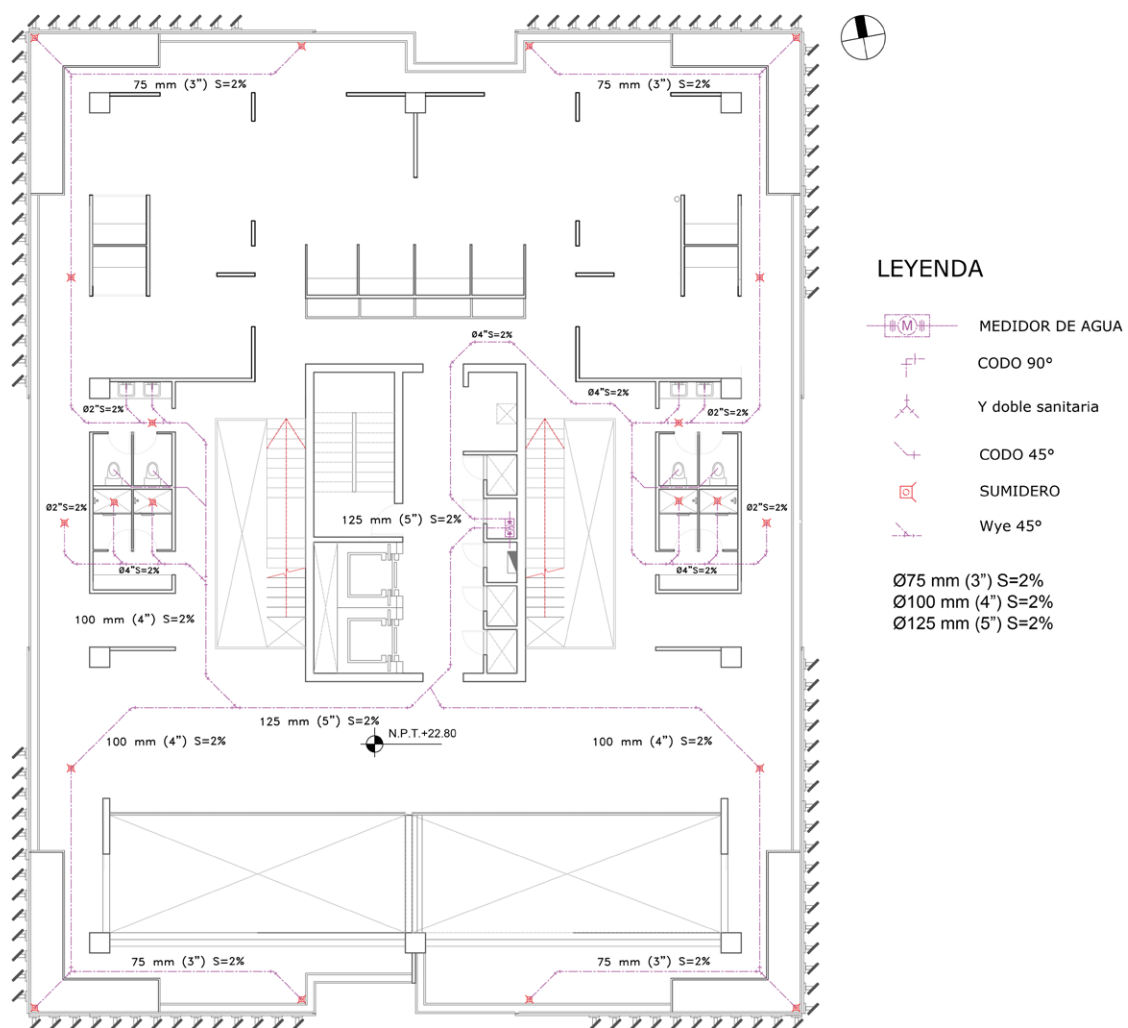 75 mm (3”) S=2%
75 mm (3”) S=2%
LEYENDA
M
MEDIDOR DE AGUA
CODO 90°
Y doble sanitaria
CODO 45°
SUMIDERO
Wye 45°
Ø75 mm (3”) S=2%
Ø100 mm (4”) S=2%
Ø125 mm (5”) S=2%
Ø4”S=2%
Ø4”S=2%
Ø2”S=2%
Ø2”S=2%
Ø2”S=2%
Ø2”S=2%
125 mm (5”) S=2%
Ø4”S=2%
Ø4”S=2%
100 mm (4”) S=2%
125 mm (5”) S=2%
N.P.T.+22.80
100 mm (4”) S=2%
100 mm (4”) S=2%
75 mm (3”) S=2%
75 mm (3”) S=2%